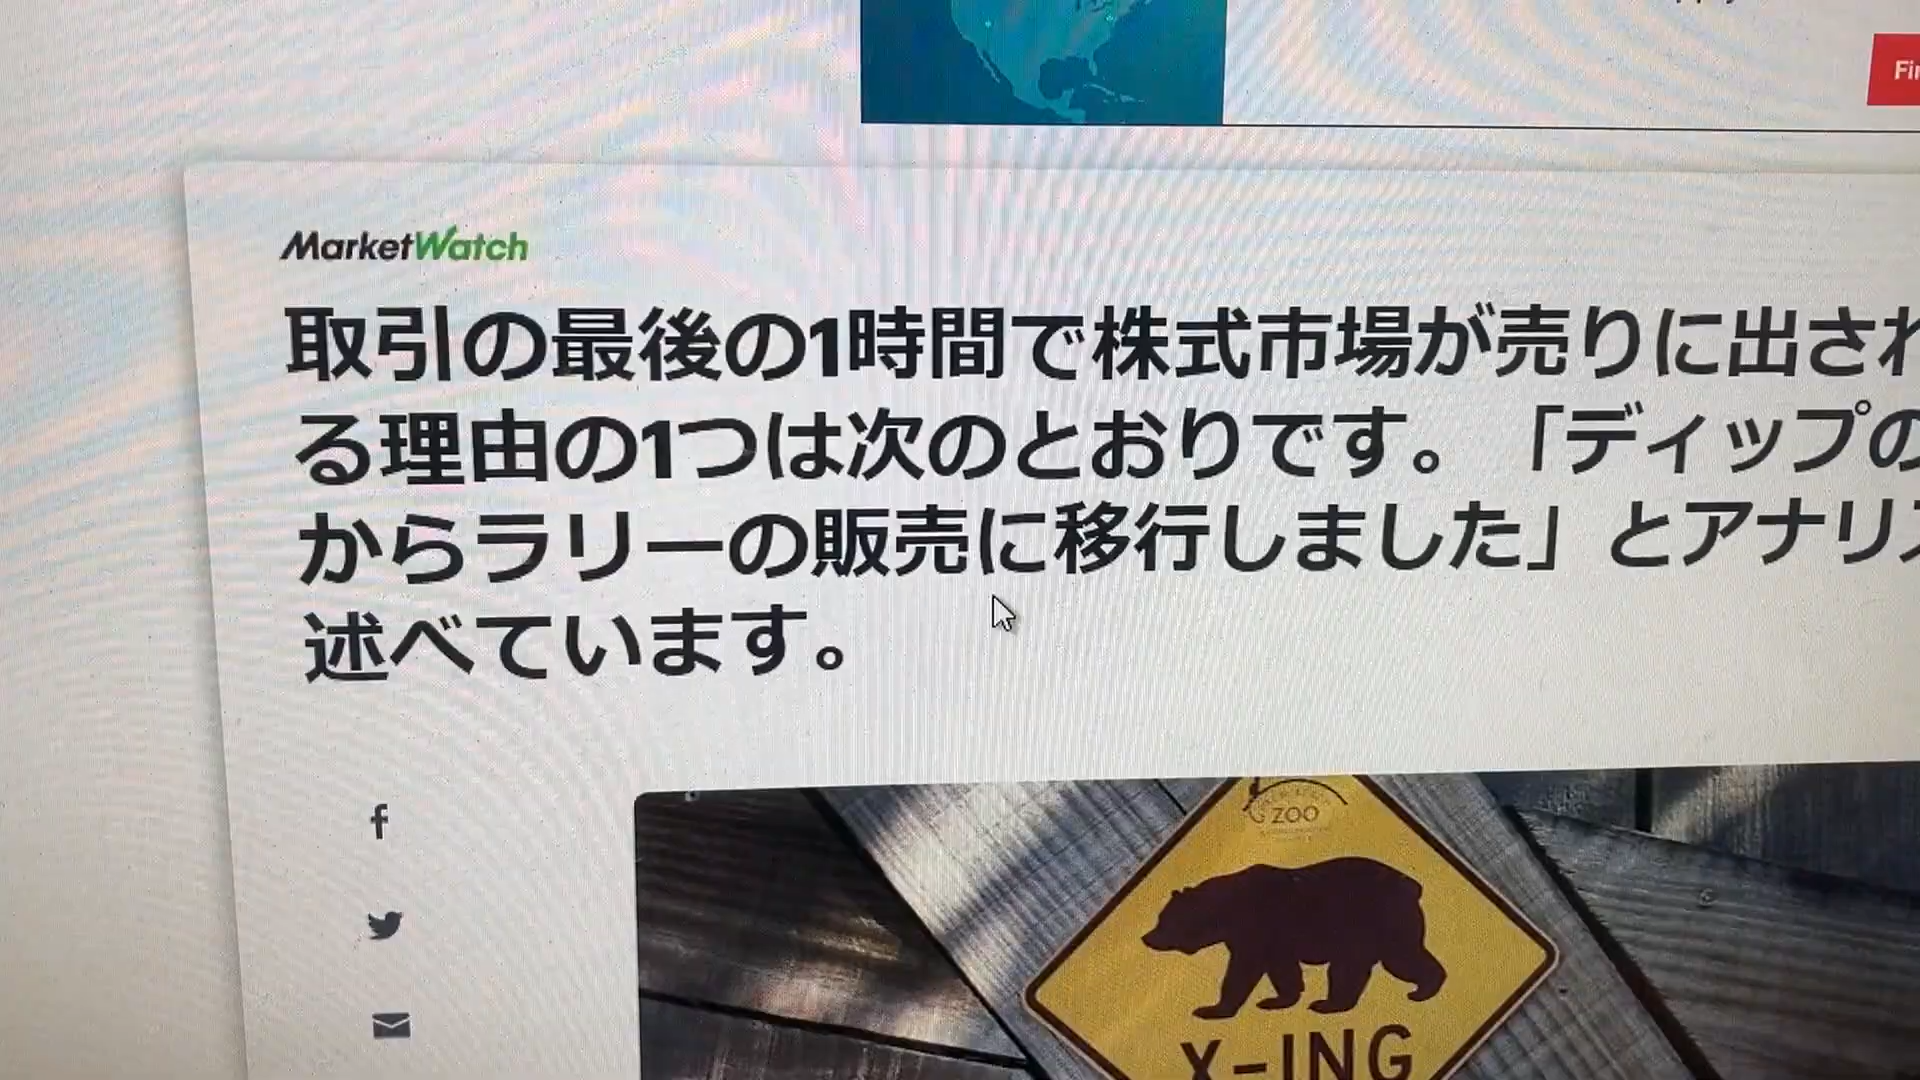 Fin
MarketWatch
取引の最後の1時間で株式市場が売りに出され
る理由の1つは次のとおりです。「ディップの
からラリーの販売に移行しました」とアナリス
述べています。
ZOO
X-ING